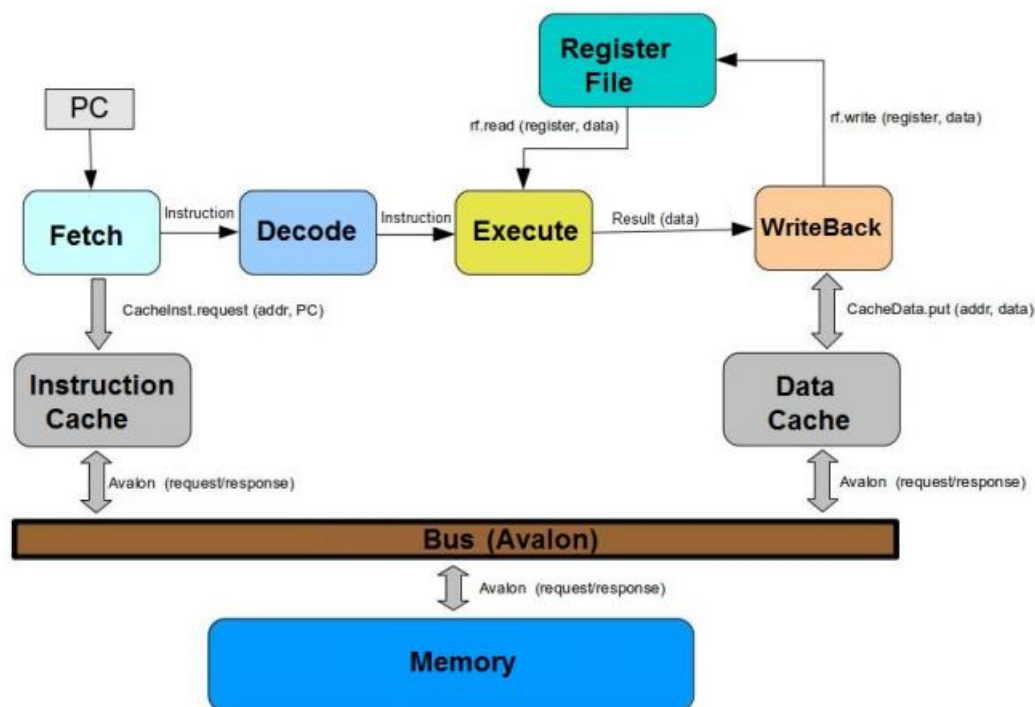 Register
File
PC
rf.read (register, data)
rf.write (register, data)
Fetch
Instruction
Decode
Instruction
Execute
Result (data)
WriteBack
CacheInst.request (addr, PC)
CacheData.put (addr, data)
Instruction
Cache
Data
Cache
Avalon (request/response)
Avalon (request/response)
Bus (Avalon)
Avalon (request/response)
Memory